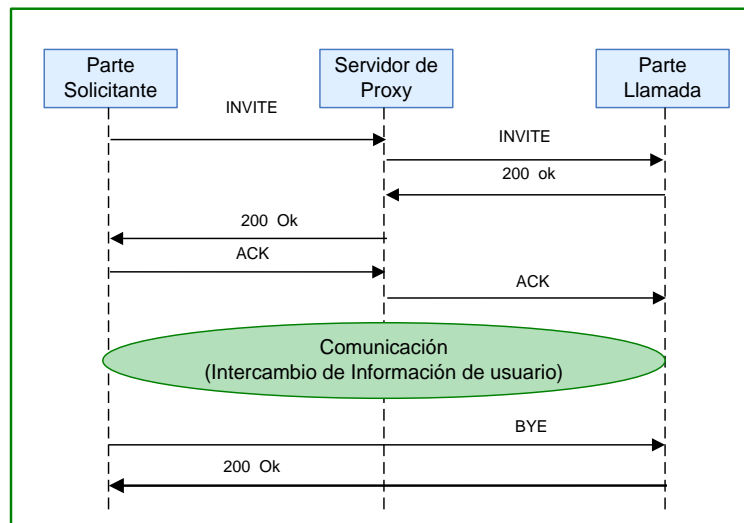 Parte
Solicitante
Servidor de
Proxy
Parte
Llamada
INVITE
INVITE
200 ok
200 Ok
ACK
ACK
Comunicación
(Intercambio de Información de usuario)
BYE
200 Ok